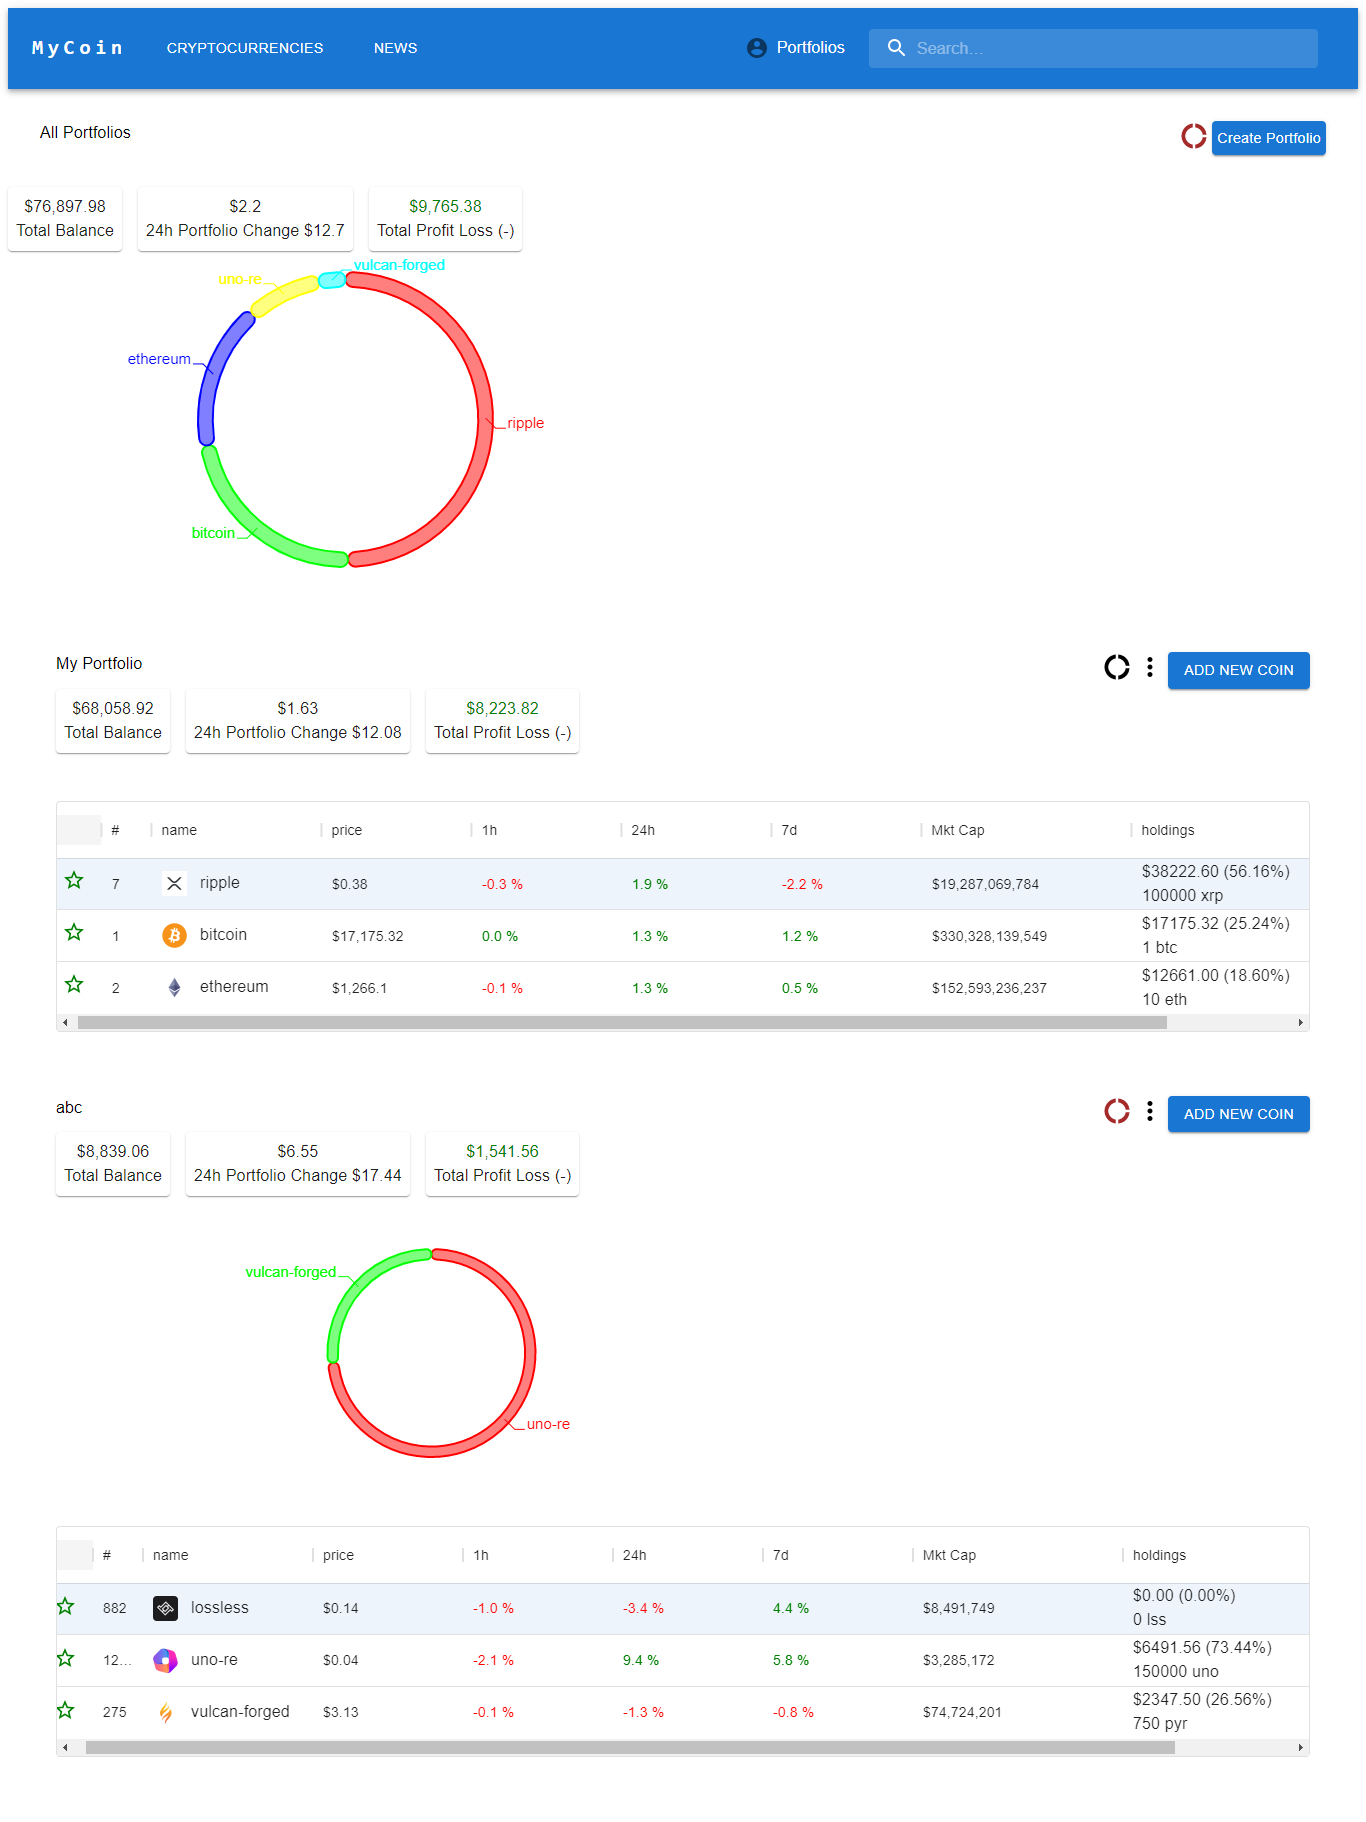 MyCoin CRYPTOCURRENCIES NEWS Portfolios Search...
All Portfolios Create Portfolio
$76,897.98 $2.2 $9,765.38
Total Balance 24h Portfolio Change $12.7 Total Profit Loss (-)
vulcan-forged
uno-re
ethereum
ripple
bitcoin
My Portfolio ADD NEW COIN
$68,058.92 $1.63 $8,223.82
Total Balance 24h Portfolio Change $12.08 Total Profit Loss (-)
# name price 1h 24h 7d Mkt Cap holdings
7 ripple $0.38 -0.3 % 1.9 % -2.2 % $19,287,069,784 $38222.60 (56.16%)
100000 xrp
1 bitcoin $17,175.32 0.0 % 1.3 % 1.2 % $330,328,139,549 $17175.32 (25.24%)
1 btc
2 ethereum $1,266.1 -0.1 % 1.3 % 0.5 % $152,593,236,237 $12661.00 (18.60%)
10 eth
abc ADD NEW COIN
$8,839.06 $6.55 $1,541.56
Total Balance 24h Portfolio Change $17.44 Total Profit Loss (-)
vulcan-forged
uno-re
# name price 1h 24h 7d Mkt Cap holdings
882 lossless $0.14 -1.0 % -3.4 % 4.4 % $8,491,749 $0.00 (0.00%)
0 lss
12... uno-re $0.04 -2.1 % 9.4 % 5.8 % $3,285,172 $6491.56 (73.44%)
150000 uno
275 vulcan-forged $3.13 -0.1 % -1.3 % -0.8 % $74,724,201 $2347.50 (26.56%)
750 pyr